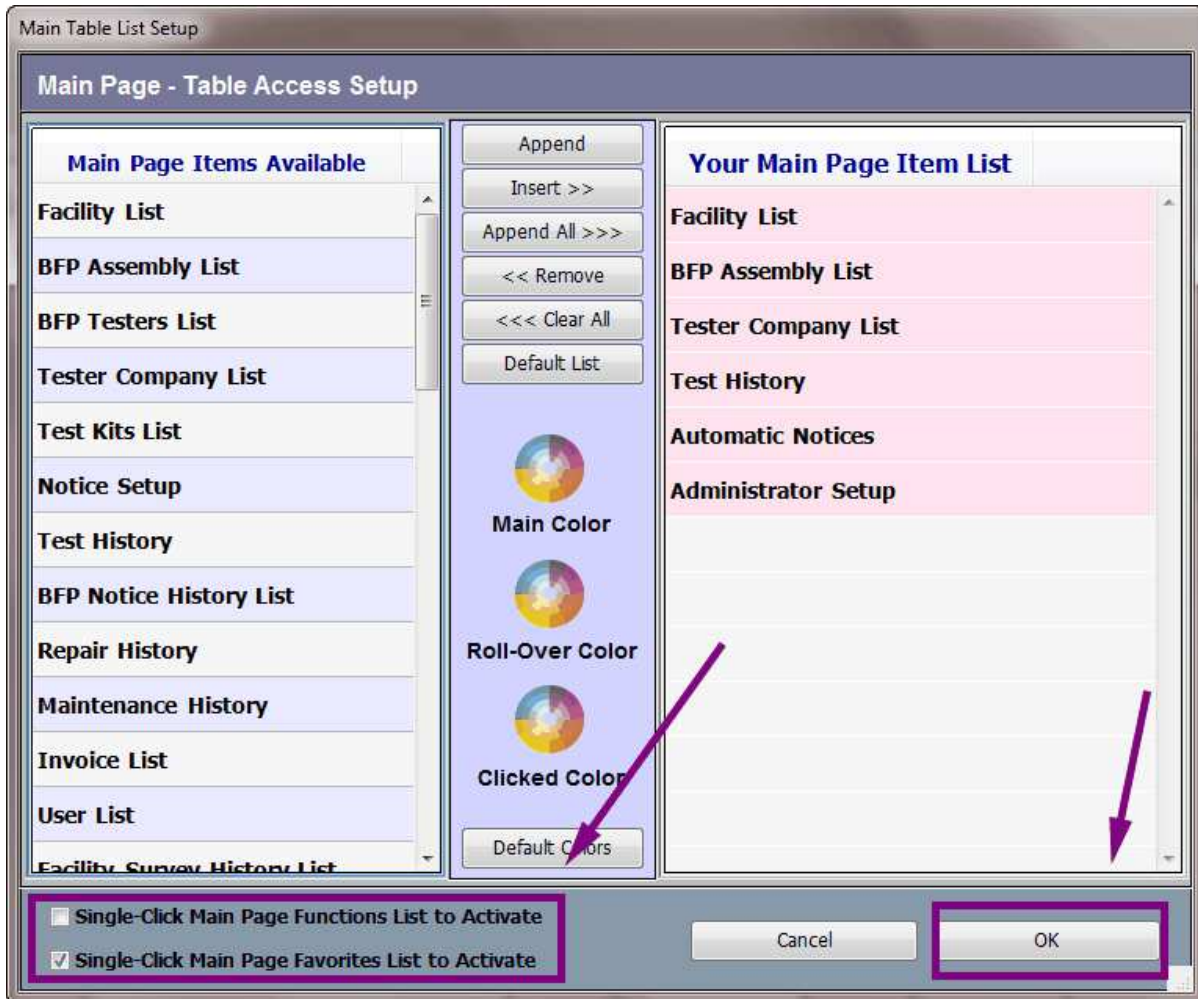 Main Table List Setup
Main Page - Table Access Setup
Main Page Items Available
Facility List
BFP Assembly List
BFP Testers List
Tester Company List
Test Kits List
Notice Setup
Test History
BFP Notice History List
Repair History
Maintenance History
Invoice List
User List
Facility Survey History List
Append
Insert >>
Append All >>>
<< Remove
<<< Clear All
Default List
Main Color
Roll-Over Color
Clicked Color
Default Colors
Your Main Page Item List
Facility List
BFP Assembly List
Tester Company List
Test History
Automatic Notices
Administrator Setup
Single-Click Main Page Functions List to Activate
Single-Click Main Page Favorites List to Activate
Cancel
OK